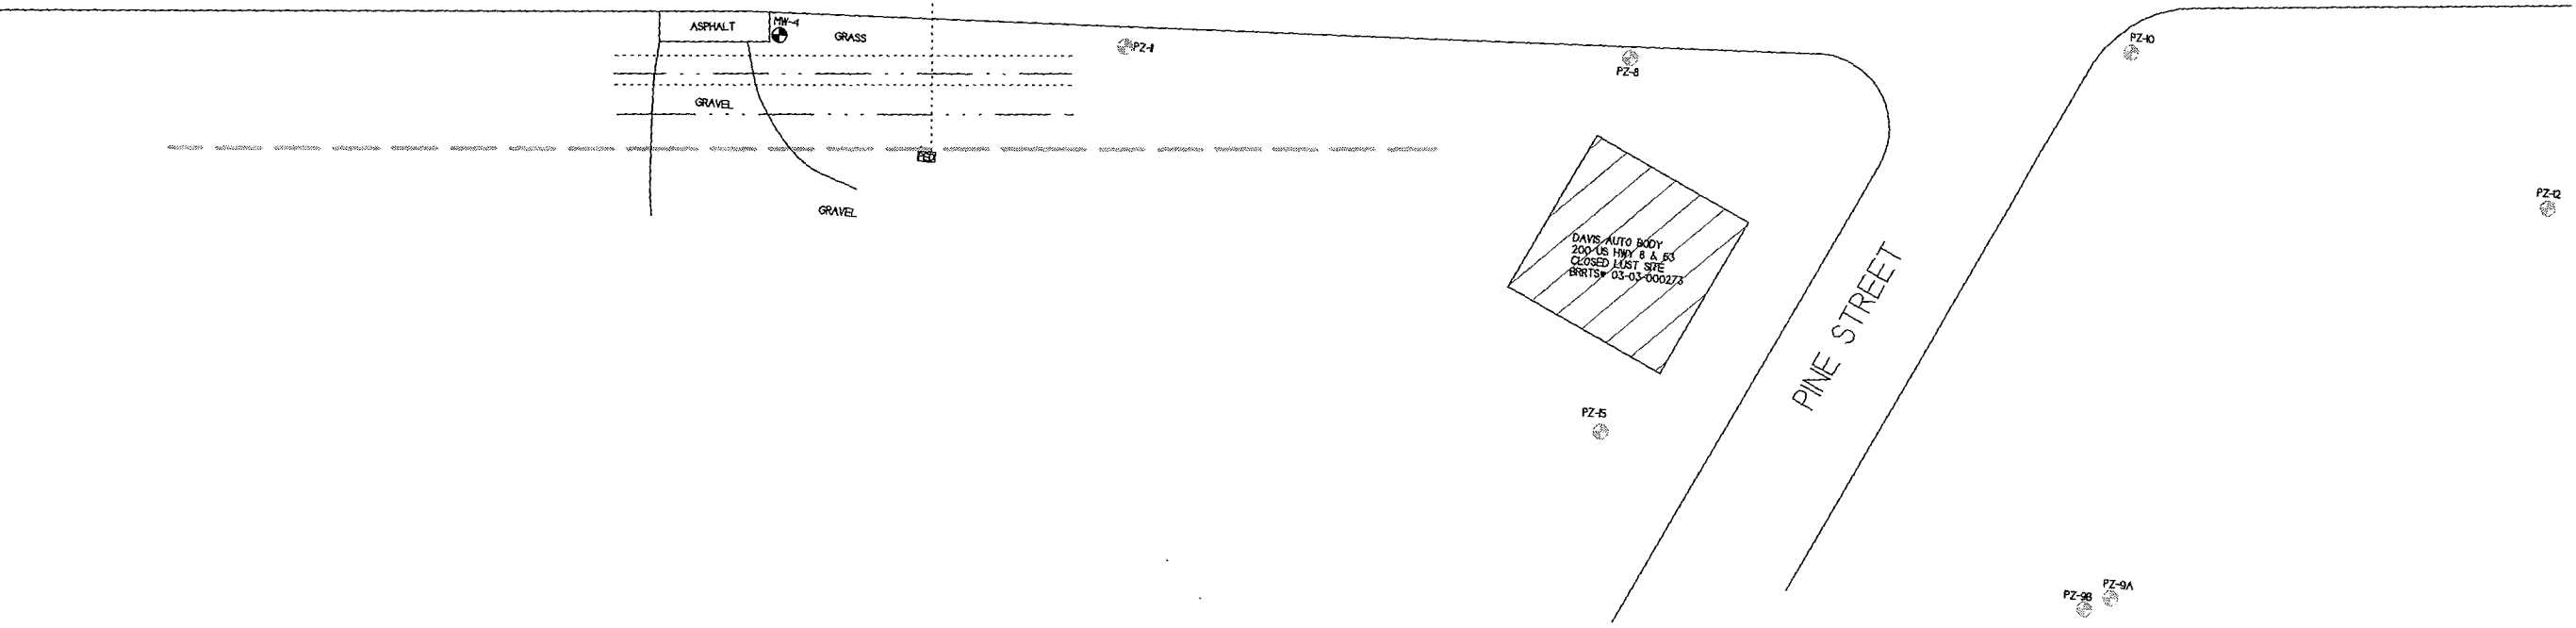 ASPHALT
MW-4
GRASS
PZ-11
PZ-8
PZ-10
GRAVEL
PED
GRAVEL
PZ-12
DAVIS AUTO BODY
200 US HWY 8 & 63
CLOSED LUST SITE
BRRTS# 03-03-000273
PINE STREET
PZ-15
PZ-9B
PZ-9A